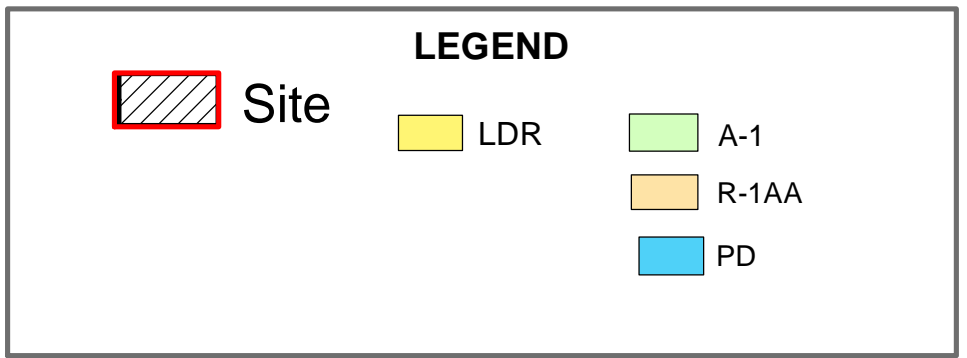 LEGEND
Site
LDR
A-1
R-1AA
PD